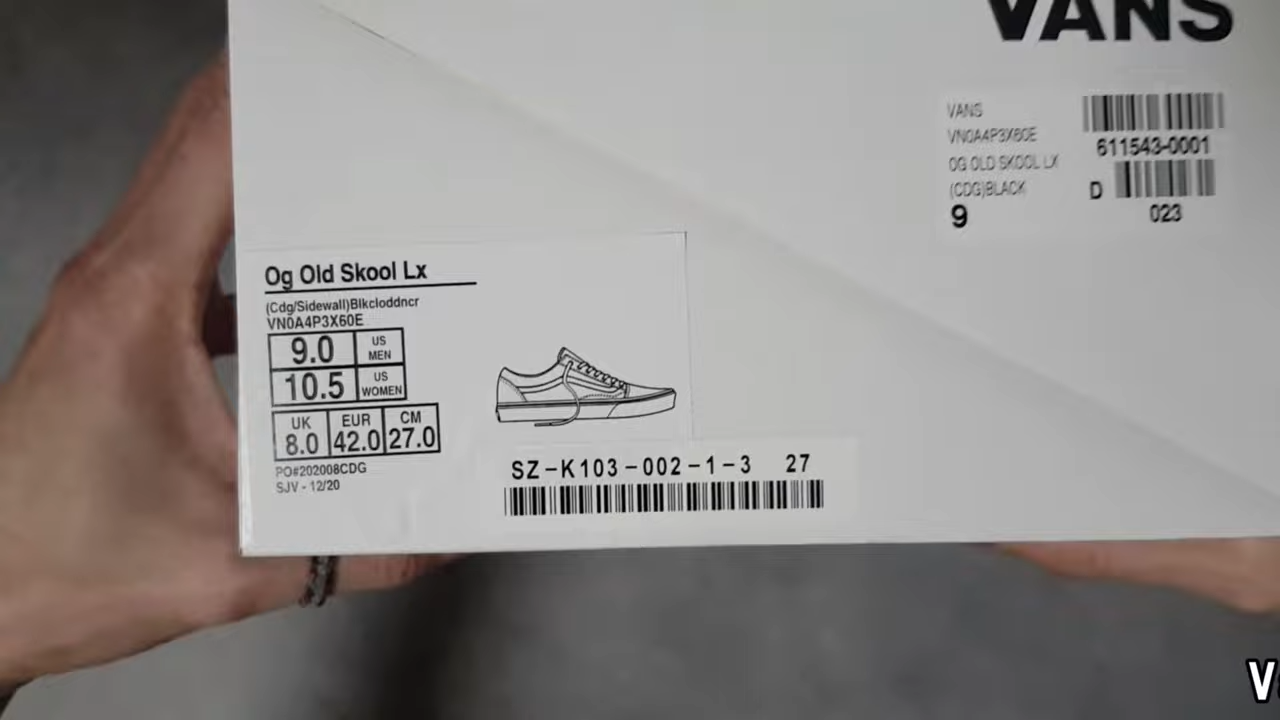 VANS
VANS
VN0A4P3X60E
OG OLD SKOOL LX
(CDG)BLACK
9
611543-0001
D
023
Og Old Skool Lx
(Cdg/Sidewall)Blkcloddncr
VN0A4P3X60E
9.0 US MEN
10.5 US WOMEN
UK EUR CM
8.0 42.0 27.0
PO#202008CDG
SJV - 12/20
SZ-K103-002-1-3 27